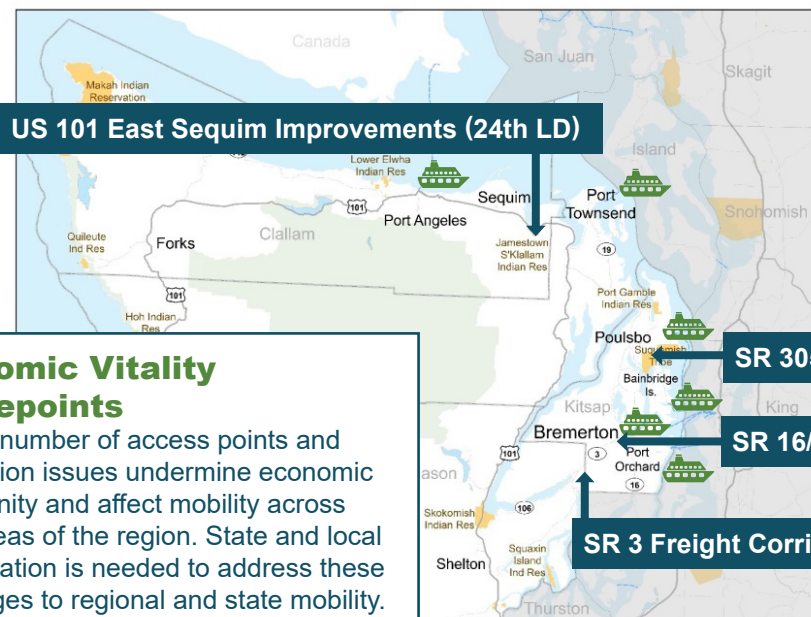 Canada
San Juan
Skagit
Makah Indian
Reservation
US 101 East Sequim Improvements (24th LD)
Island
Lower Elwha
Indian Res
Sequim
Port
Townsend
Snohomish
101
Port Angeles
Quileute
Ind Res
Forks
Clallam
Jamestown
S'Klallam
Indian Res
19
101
Hoh Indian
Res
Port Gamble
Indian Res
Poulsbo
Suquamish
Tribe
SR 30
Bainbridge
Is.
Kitsap
King
Bremerton
SR 16/
101
3
Port
Orchard
16
ason
106
Skokomish
Indian Res
SR 3 Freight Corri
Squaxin
Island
Ind Res
Shelton
Thurston
omic Vitality
epoints
number of access points and
ion issues undermine economic
nity and affect mobility across
eas of the region. State and local
ation is needed to address these
ges to regional and state mobility.